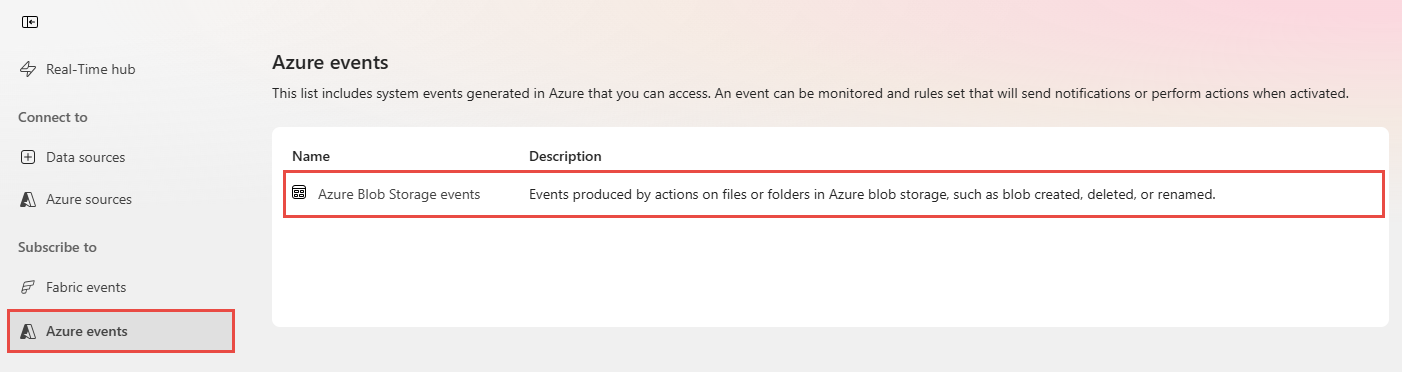 Real-Time hub
Connect to
Data sources
Azure sources
Subscribe to
Fabric events
Azure events
Azure events
This list includes system events generated in Azure that you can access. An event can be monitored and rules set that will send notifications or perform actions when activated.
Name Description
Azure Blob Storage events Events produced by actions on files or folders in Azure blob storage, such as blob created, deleted, or renamed.